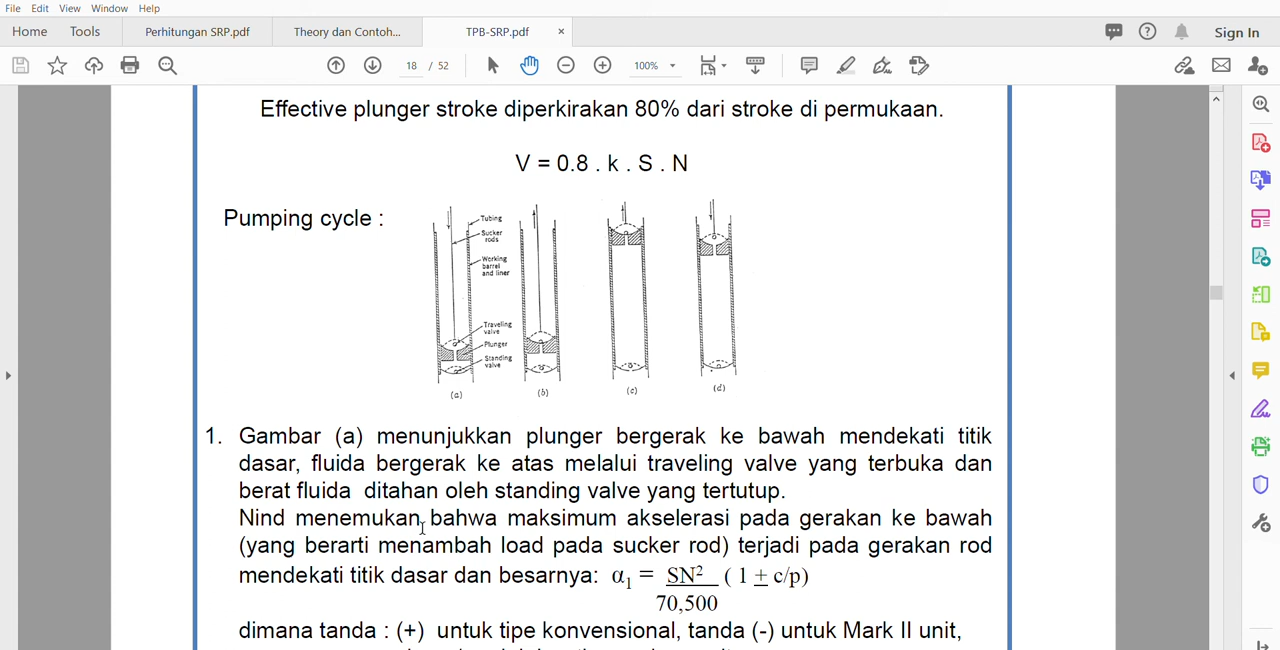 File Edit View Window Help
Home Tools Perhitungan SRP.pdf Theory dan Contoh... TPB-SRP.pdf × Sign In
18 / 52 100%
Effective plunger stroke diperkirakan 80% dari stroke di permukaan.
V = 0.8 . k . S . N
Pumping cycle :
Tubing
Sucker
rods
Working
barrel
and liner
Traveling
valve
Plunger
Standing
valve
(a) (b) (c) (d)
1. Gambar (a) menunjukkan plunger bergerak ke bawah mendekati titik
dasar, fluida bergerak ke atas melalui traveling valve yang terbuka dan
berat fluida ditahan oleh standing valve yang tertutup.
Nind menemukan bahwa maksimum akselerasi pada gerakan ke bawah
(yang berarti menambah load pada sucker rod) terjadi pada gerakan rod
mendekati titik dasar dan besarnya: α₁ = SN² ( 1 ± c/p)
70,500
dimana tanda : (+) untuk tipe konvensional, tanda (-) untuk Mark II unit,